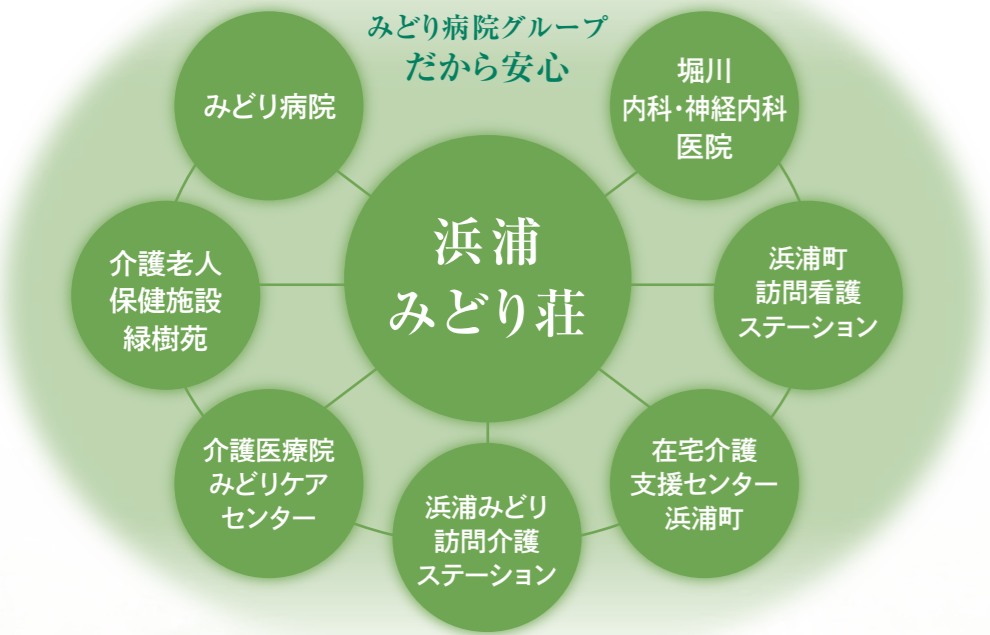 みどり病院グループ
だから安心
みどり病院
堀川
内科・神経内科
医院
浜浦
みどり荘
介護老人
保健施設
緑樹苑
浜浦町
訪問看護
ステーション
介護医療院
みどりケア
センター
浜浦みどり
訪問介護
ステーション
在宅介護
支援センター
浜浦町